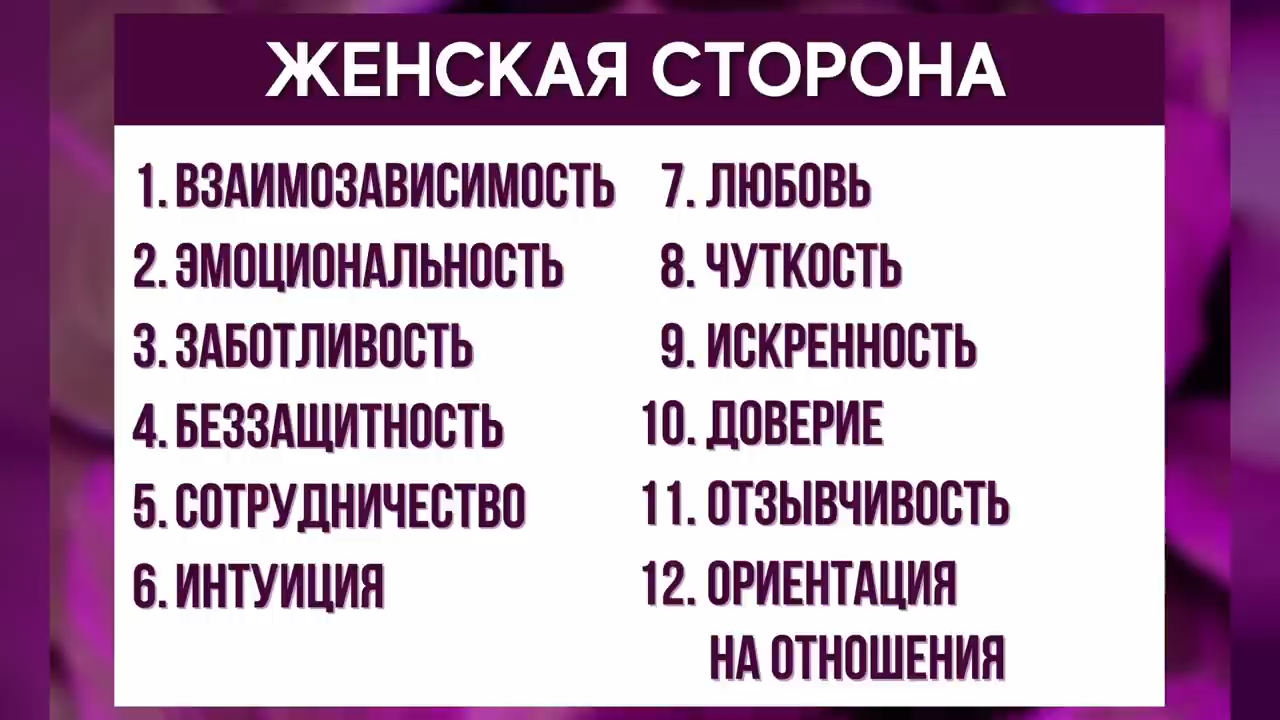 ЖЕНСКАЯ СТОРОНА
1. ВЗАИМОЗАВИСИМОСТЬ
2. ЭМОЦИОНАЛЬНОСТЬ
3. ЗАБОТЛИВОСТЬ
4. БЕЗЗАЩИТНОСТЬ
5. СОТРУДНИЧЕСТВО
6. ИНТУИЦИЯ
7. ЛЮБОВЬ
8. ЧУТКОСТЬ
9. ИСКРЕННОСТЬ
10. ДОВЕРИЕ
11. ОТЗЫВЧИВОСТЬ
12. ОРИЕНТАЦИЯ
НА ОТНОШЕНИЯ